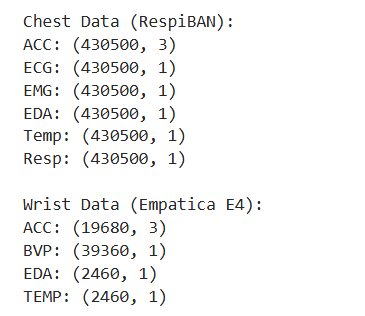 Chest Data (RespiBAN):
ACC: (430500, 3)
ECG: (430500, 1)
EMG: (430500, 1)
EDA: (430500, 1)
Temp: (430500, 1)
Resp: (430500, 1)

Wrist Data (Empatica E4):
ACC: (19680, 3)
BVP: (39360, 1)
EDA: (2460, 1)
TEMP: (2460, 1)